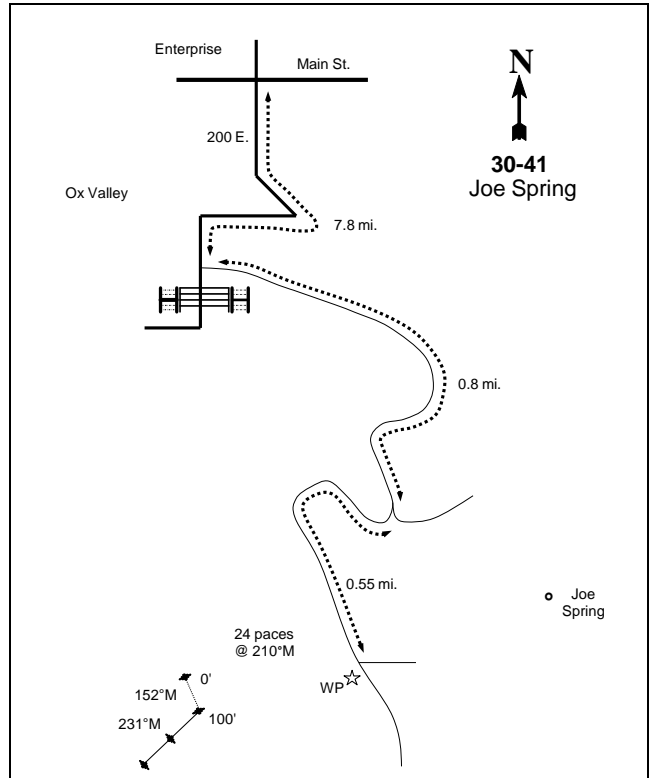 Enterprise
Main St.
N
200 E.
30-41
Joe Spring
Ox Valley
7.8 mi.
0.8 mi.
0.55 mi.
Joe
Spring
24 paces
@ 210°M
WP
0'
152°M
100'
231°M